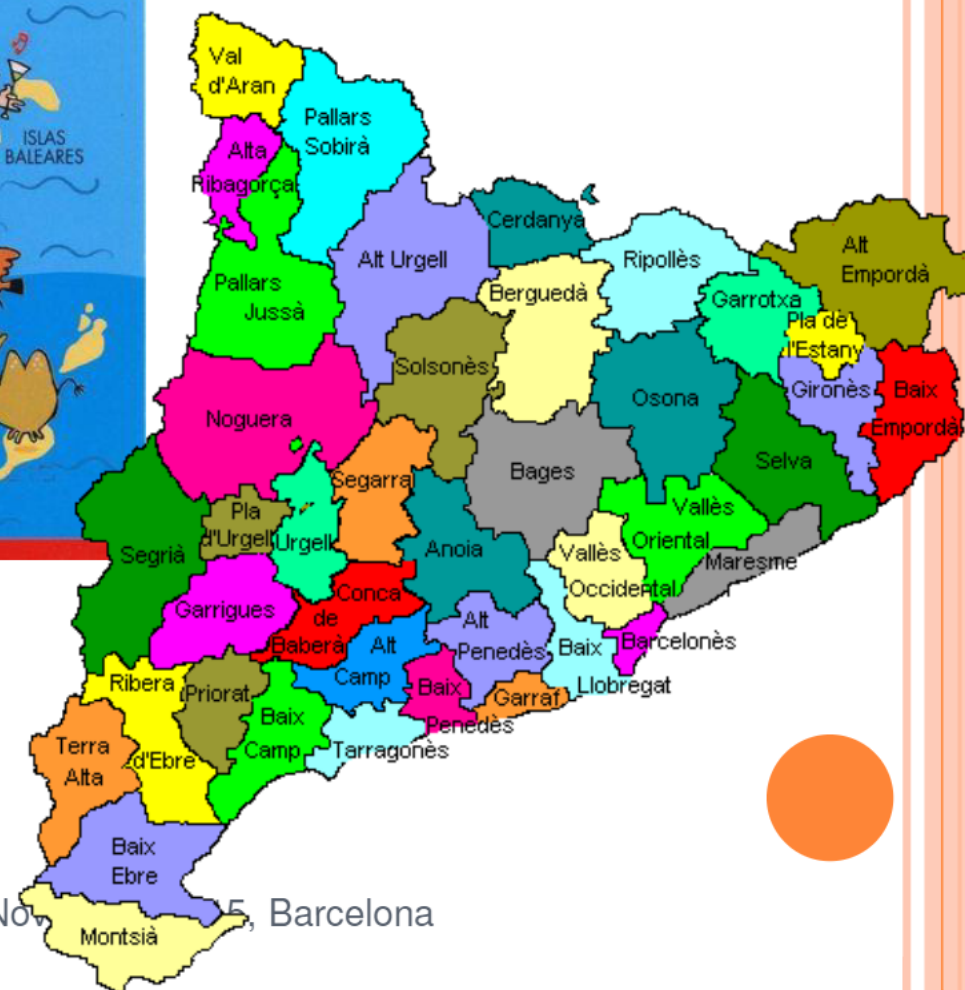 ISLAS
BALEARES
Val
d'Aran
Pallars
Sobirà
Alta
Ribagorça
Pallars
Jussà
Alt Urgell
Cerdanya
Berguedà
Ripollès
Garrotxa
Alt
Empordà
Pla de
l'Estany
Gironès
Baix
Empordà
Solsonès
Osona
Noguera
Selva
Segarra
Bages
Pla
d'Urgell
Urgell
Segrià
Anoia
Vallès
Oriental
Vallès
Occidental
Maresme
Garrigues
Conca
de
Baberà
Alt
Camp
Alt
Penedès
Baix
Llobregat
Barcelonès
Ribera
d'Ebre
Priorat
Baix
Camp
Baix
Penedès
Garraf
Tarragonès
Terra
Alta
Baix
Ebre
Montsià
5, Barcelona